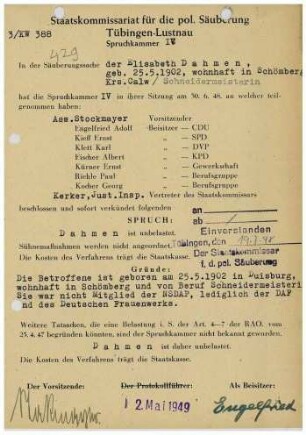 Staatskommissariat für die pol. Säuberung
Tübingen-Lustnau
3/KW 388
Spruchkammer IV
429
In der Säuberungssache der Elisabeth Dahmen,
geb. 25.5.1902, wohnhaft in Schömberg,
Krs.Calw / Schneidermeisterin
hat die Spruchkammer IV in ihrer Sitzung am 30.6.48 an welcher teil-
genommen haben:
Ass.Stockmayer Vorsitzender
Engelfried Adolf -Beisitzer - CDU
Kieff Ernst " - SPD
Klett Karl " - DVP
Fischer Albert " - KPD
Kürner Ernst " - Gewerkschaft
Riehle Paul " - Berufsgruppe
Kocher Georg " - Berufsgruppe
Kerker, Just.Insp. Vertreter des Staatskommissars
beschlossen und sofort verkündet folgenden
SPRUCH:
an
ab
Dahmen ist unbelastet.
Einverstanden
Sühnemaßnahmen werden nicht angeordnet.
Tübingen, den
Die Kosten des Verfahrens trägt die Staatskasse.
Der Staatskommissar
f. d. pol. Säuberung
Gründe:
Die Betroffene ist geboren am 25.5.1902 in Duisburg,
wohnhaft in Schömberg und von Beruf Schneidermeisteri
Sie war nicht Mitglied der NSDAP, lediglich der DAF
und des Deutschen Frauenwerks.
Weitere Tatsachen, die eine Belastung i. S. der Art. 4—7 der RAO. vom
25. 4. 47 begründen könnten, sind der Spruchkammer nicht bekannt geworden.
Dahmen ist daher unbelastet.
Die Kosten des Verfahrens trägt die Staatskasse.
Der Vorsitzende: Der Protokollführer: Der Beisitzer:
12. Mai 1949
Engelfried